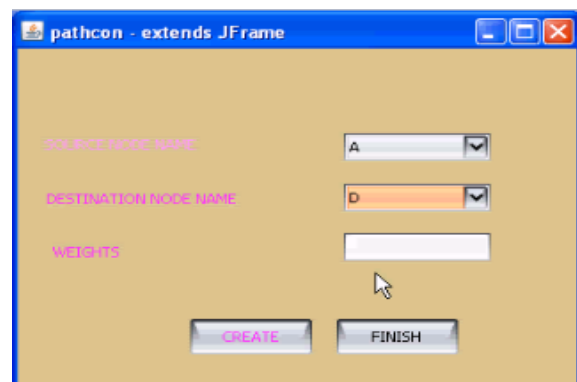 pathcon - extends JFrame
SOURCE NODE NAME
A
DESTINATION NODE NAME
D
WEIGHTS
CREATE
FINISH